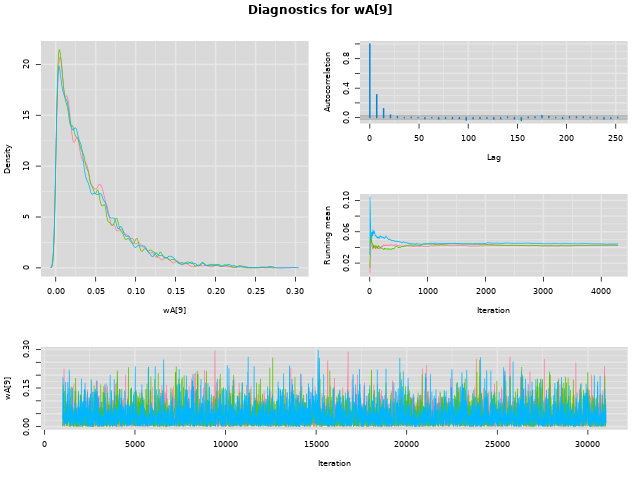 Diagnostics for wA[9]
Density
0 5 10 15 20
0.00 0.05 0.10 0.15 0.20 0.25 0.30
wA[9]
Autocorrelation
0.0 0.4 0.8
0 50 100 150 200 250
Lag
Running mean
0.02 0.06 0.10
0 1000 2000 3000 4000
Iteration
wA[9]
0.00 0.15 0.30
0 5000 10000 15000 20000 25000 30000
Iteration